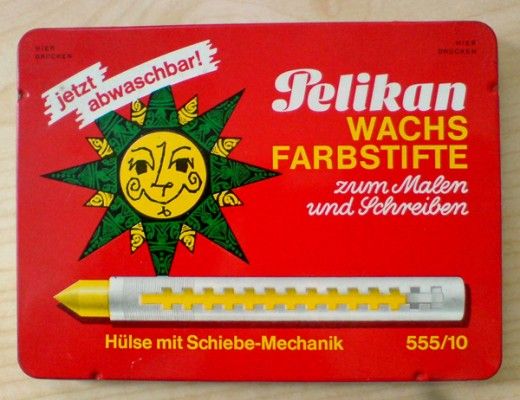 HIER
DRÜCKEN
HIER
DRÜCKEN
jetzt
abwaschbar!
Pelikan
WACHS
FARBSTIFTE
zum Malen
und Schreiben
Hülse mit Schiebe-Mechanik
555/10